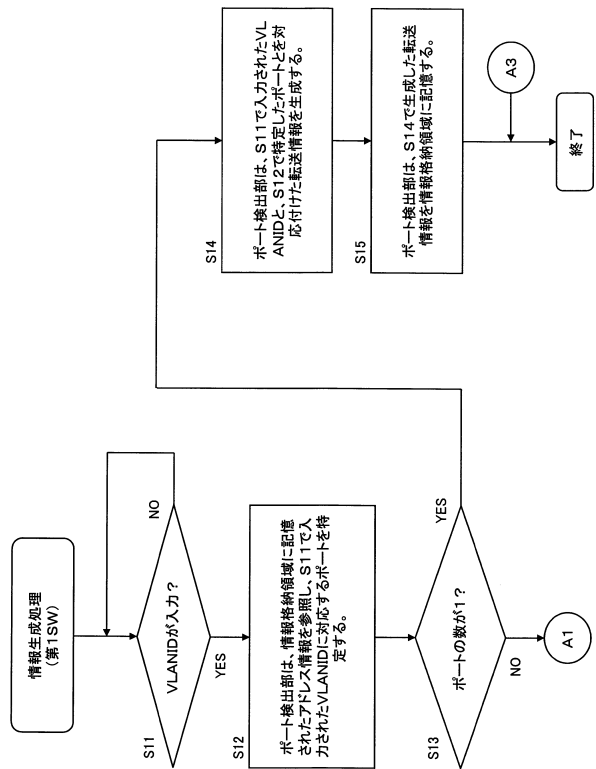 情報生成処理
(第1SW)
S11
VLANIDが入力?
NO
YES
S12
ポート検出部は、情報格納領域に記憶
されたアドレス情報を参照し、S11で入
力されたVLANIDに対応するポートを特
定する。
S13
ポートの数が1?
YES
NO
A1
S14
ポート検出部は、S11で入力されたVL
ANIDと、S12で特定したポートとを対
応付けた転送情報を生成する。
S15
ポート検出部は、S14で生成した転送
情報を情報格納領域に記憶する。
A3
終了